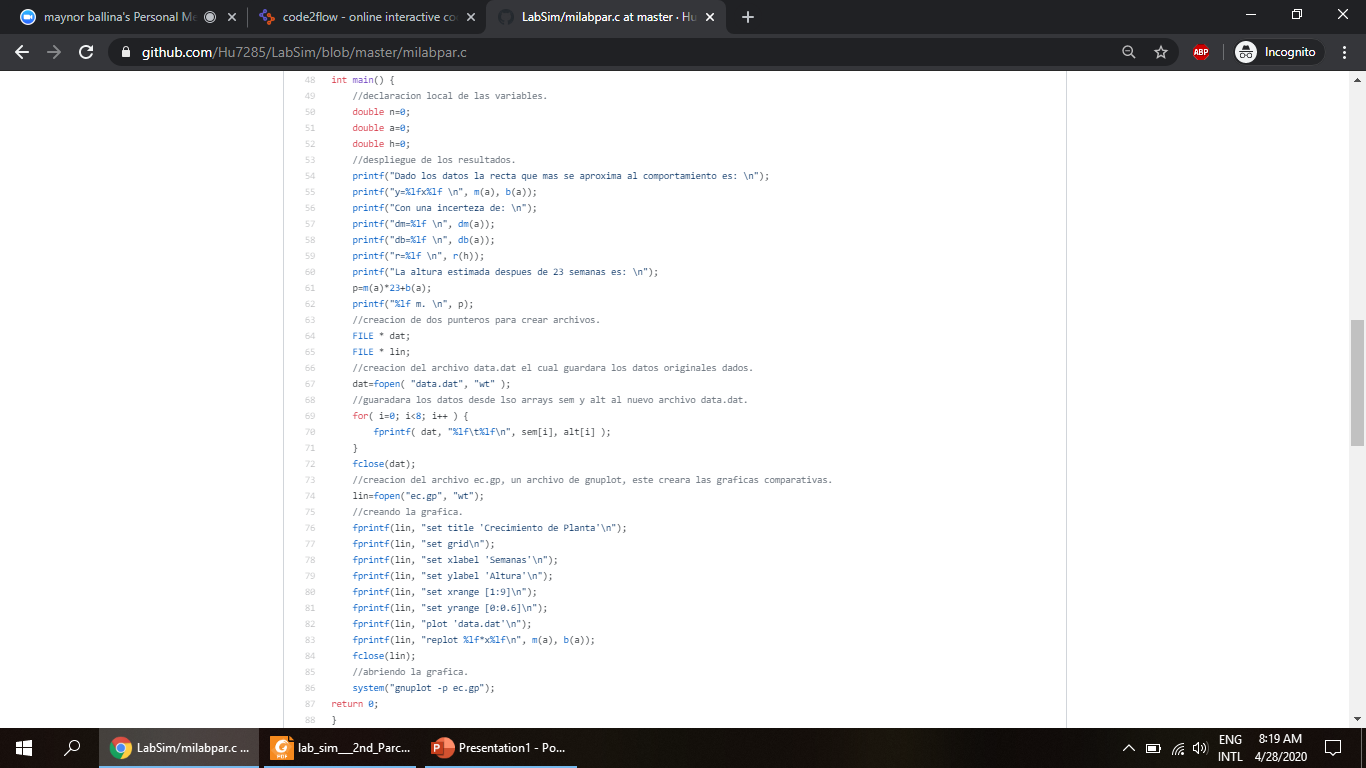 maynor ballina's Personal Me
code2flow - online interactive co
LabSim/milabpar.c at master · Hu
github.com/Hu7285/LabSim/blob/master/milabpar.c
ABP
Incognito
48 int main() {
49 //declaracion local de las variables.
50 double n=0;
51 double a=0;
52 double h=0;
53 //despliegue de los resultados.
54 printf("Dado los datos la recta que mas se aproxima al comportamiento es: \n");
55 printf("y=%lfx%lf \n", m(a), b(a));
56 printf("Con una incerteza de: \n");
57 printf("dm=%lf \n", dm(a));
58 printf("db=%lf \n", db(a));
59 printf("r=%lf \n", r(h));
60 printf("La altura estimada despues de 23 semanas es: \n");
61 p=m(a)*23+b(a);
62 printf("%lf m. \n", p);
63 //creacion de dos punteros para crear archivos.
64 FILE * dat;
65 FILE * lin;
66 //creacion del archivo data.dat el cual guardara los datos originales dados.
67 dat=fopen( "data.dat", "wt" );
68 //guaradara los datos desde lso arrays sem y alt al nuevo archivo data.dat.
69 for( i=0; i<8; i++ ) {
70 fprintf( dat, "%lf\t%lf\n", sem[i], alt[i] );
71 }
72 fclose(dat);
73 //creacion del archivo ec.gp, un archivo de gnuplot, este creara las graficas comparativas.
74 lin=fopen("ec.gp", "wt");
75 //creando la grafica.
76 fprintf(lin, "set title 'Crecimiento de Planta'\n");
77 fprintf(lin, "set grid\n");
78 fprintf(lin, "set xlabel 'Semanas'\n");
79 fprintf(lin, "set ylabel 'Altura'\n");
80 fprintf(lin, "set xrange [1:9]\n");
81 fprintf(lin, "set yrange [0:0.6]\n");
82 fprintf(lin, "plot 'data.dat'\n");
83 fprintf(lin, "replot %lf*x%lf\n", m(a), b(a));
84 fclose(lin);
85 //abriendo la grafica.
86 system("gnuplot -p ec.gp");
87 return 0;
88 }
LabSim/milabpar.c ...
PDF
lab_sim___2nd_Parc...
Presentation1 - Po...
ENG
INTL
8:19 AM
4/28/2020